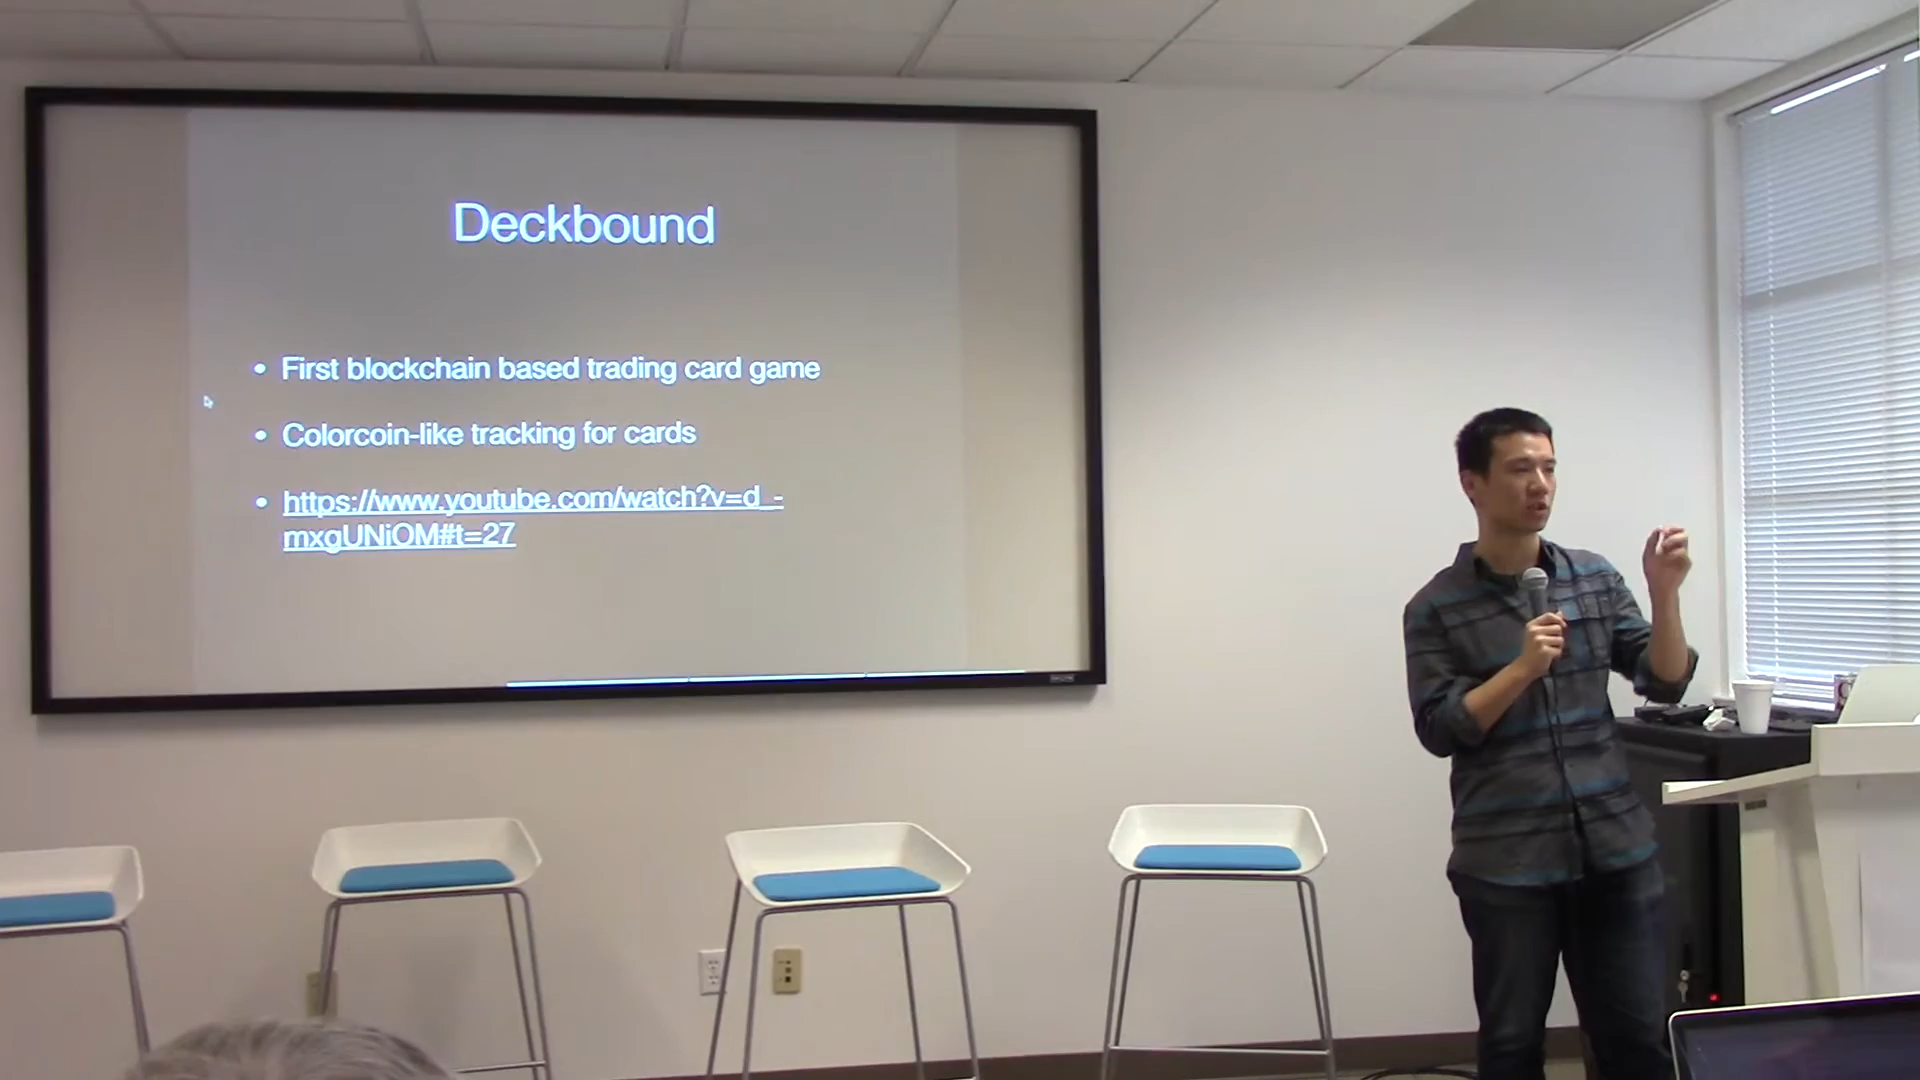 Deckbound
• First blockchain based trading card game
• Colorcoin-like tracking for cards
• https://www.youtube.com/watch?v=d_-
mxgUNiOM#t=27